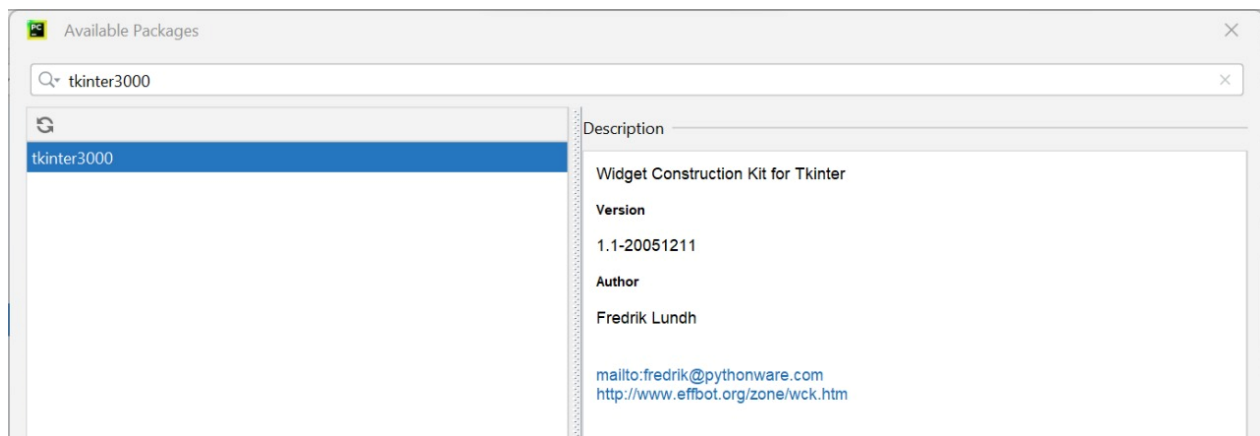 PC
Available Packages
tkinter3000
tkinter3000
Description
Widget Construction Kit for Tkinter
Version
1.1-20051211
Author
Fredrik Lundh
mailto:fredrik@pythonware.com
http://www.effbot.org/zone/wck.htm